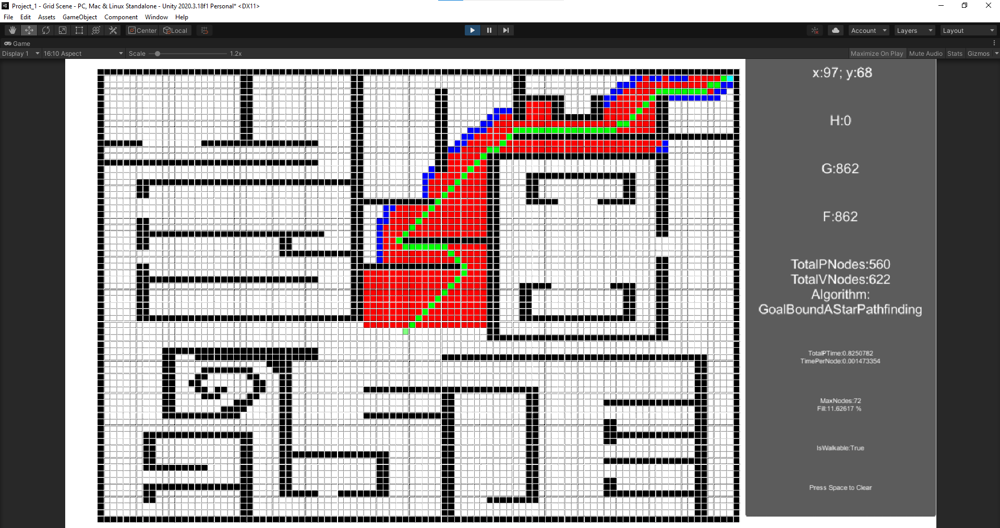 Project_1 - Grid Scene - PC, Mac & Linux Standalone - Unity 2020.3.18f1 Personal* <DX11>
File Edit Assets GameObject Component Window Help
Center Local Account Layers Layout
Game
Display 1 16:10 Aspect Scale 1.2x Maximize On Play Mute Audio Stats Gizmos
x:97; y:68
H:0
G:862
F:862
TotalPNodes:560
TotalVNodes:622
Algorithm:
GoalBoundAStarPathfinding
TotalPTime:0.8250782
TimePerNode:0.001473354
MaxNodes:72
Fill:11.62617 %
IsWalkable:True
Press Space to Clear